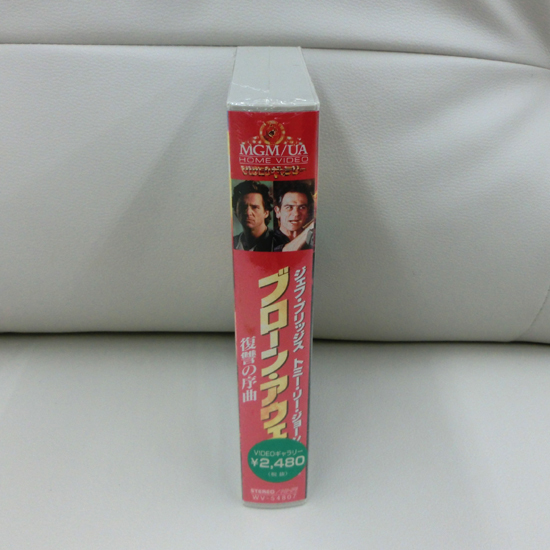 MGM/UA
HOME VIDEO
ジェフ・ブリッジス トミー・リー・ジョーン
ブローン・アウェ
復讐の序曲
VIDEOギャラリー
¥2,480
STEREO